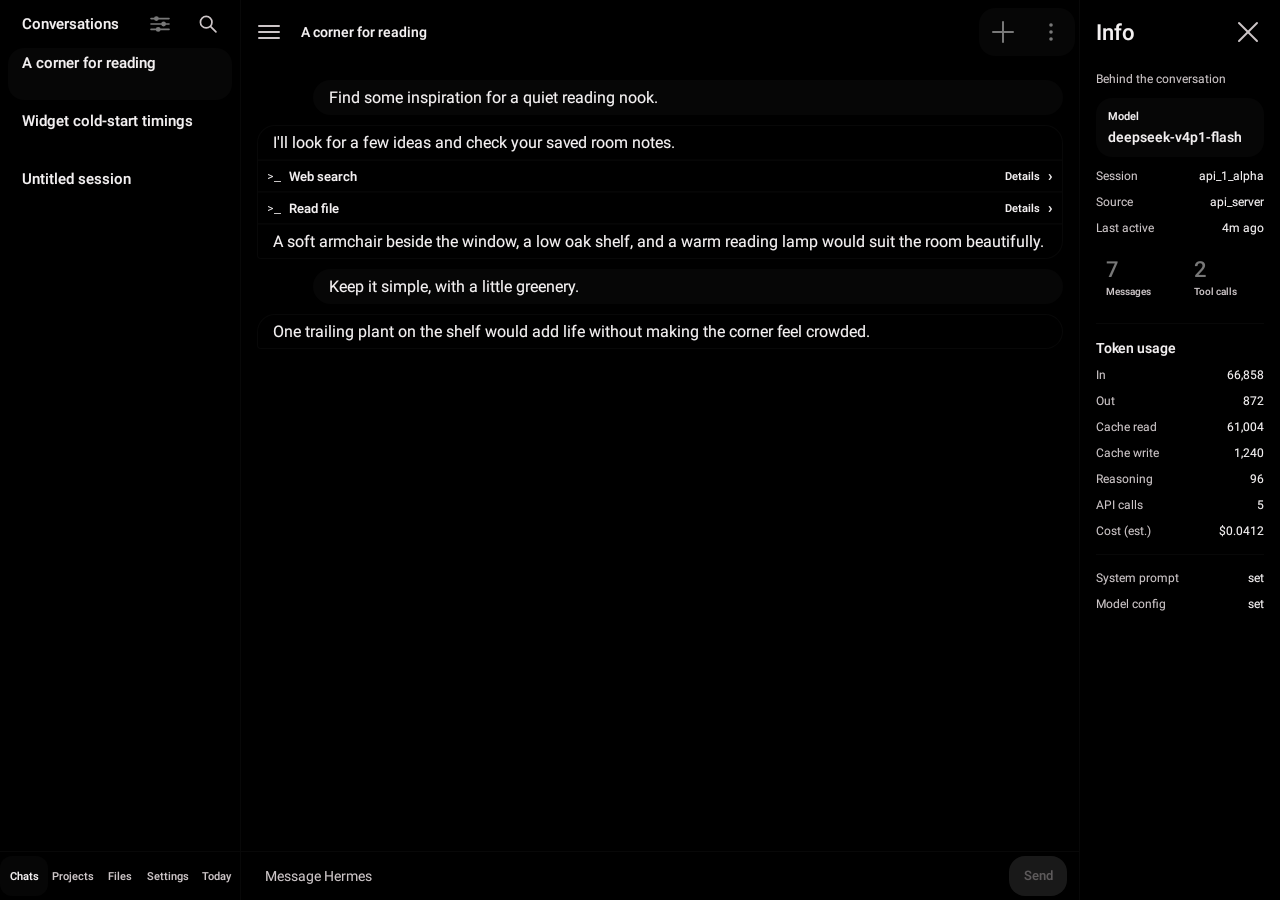 Conversations
A corner for reading
Widget cold-start timings
Untitled session
Chats
Projects
Files
Settings
Today
A corner for reading
Find some inspiration for a quiet reading nook.
I'll look for a few ideas and check your saved room notes.
>_ Web search Details ›
>_ Read file Details ›
A soft armchair beside the window, a low oak shelf, and a warm reading lamp would suit the room beautifully.
Keep it simple, with a little greenery.
One trailing plant on the shelf would add life without making the corner feel crowded.
Message Hermes
Send
Info
Behind the conversation
Model
deepseek-v4p1-flash
Session api_1_alpha
Source api_server
Last active 4m ago
7 2
Messages Tool calls
Token usage
In 66,858
Out 872
Cache read 61,004
Cache write 1,240
Reasoning 96
API calls 5
Cost (est.) $0.0412
System prompt set
Model config set